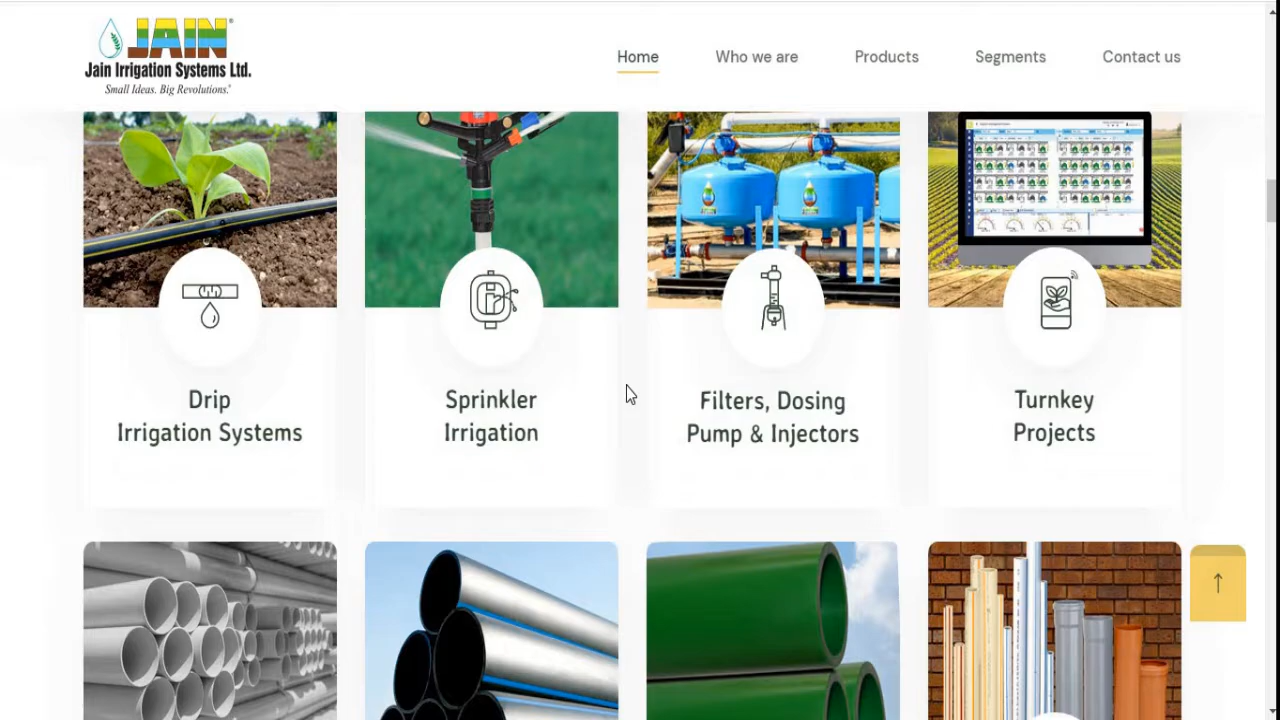 JAIN®
Jain Irrigation Systems Ltd.
Small Ideas. Big Revolutions.®
Home Who we are Products Segments Contact us
Drip
Irrigation Systems
Sprinkler
Irrigation
Filters, Dosing
Pump & Injectors
Turnkey
Projects